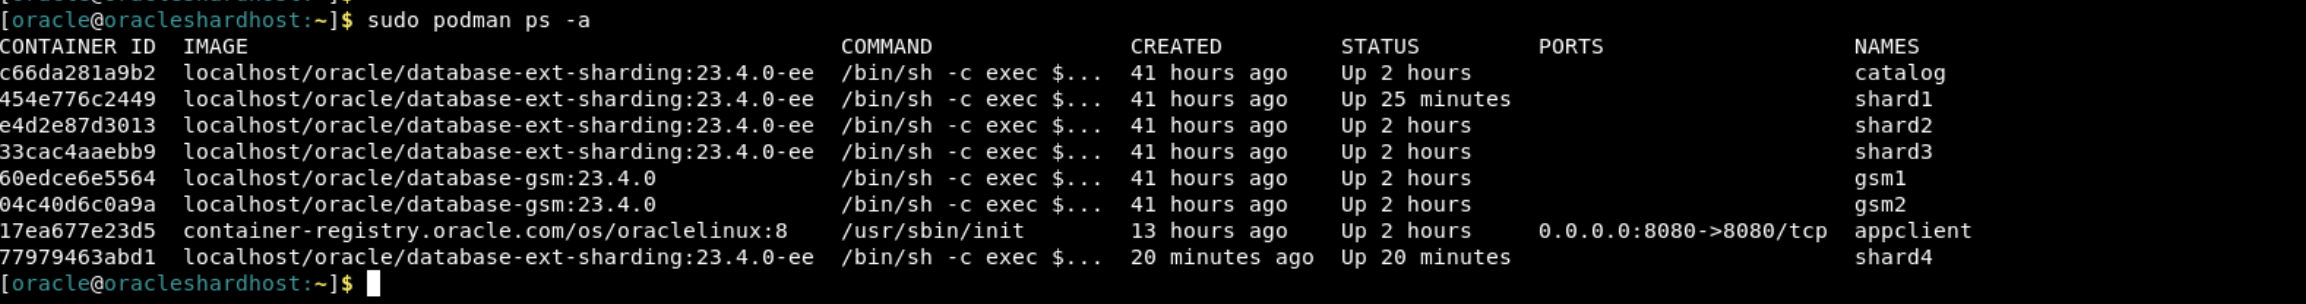 [oracle@oracleshardhost:~]$ sudo podman ps -a
CONTAINER ID  IMAGE                                              COMMAND               CREATED         STATUS         PORTS                   NAMES
c66da281a9b2  localhost/oracle/database-ext-sharding:23.4.0-ee  /bin/sh -c exec $...  41 hours ago    Up 2 hours                             catalog
454e776c2449  localhost/oracle/database-ext-sharding:23.4.0-ee  /bin/sh -c exec $...  41 hours ago    Up 25 minutes                          shard1
e4d2e87d3013  localhost/oracle/database-ext-sharding:23.4.0-ee  /bin/sh -c exec $...  41 hours ago    Up 2 hours                             shard2
33cac4aaebb9  localhost/oracle/database-ext-sharding:23.4.0-ee  /bin/sh -c exec $...  41 hours ago    Up 2 hours                             shard3
60edce6e5564  localhost/oracle/database-gsm:23.4.0              /bin/sh -c exec $...  41 hours ago    Up 2 hours                             gsm1
04c40d6c0a9a  localhost/oracle/database-gsm:23.4.0              /bin/sh -c exec $...  41 hours ago    Up 2 hours                             gsm2
17ea677e23d5  container-registry.oracle.com/os/oraclelinux:8    /usr/sbin/init        13 hours ago    Up 2 hours     0.0.0.0:8080->8080/tcp  appclient
77979463abd1  localhost/oracle/database-ext-sharding:23.4.0-ee  /bin/sh -c exec $...  20 minutes ago  Up 20 minutes                          shard4
[oracle@oracleshardhost:~]$